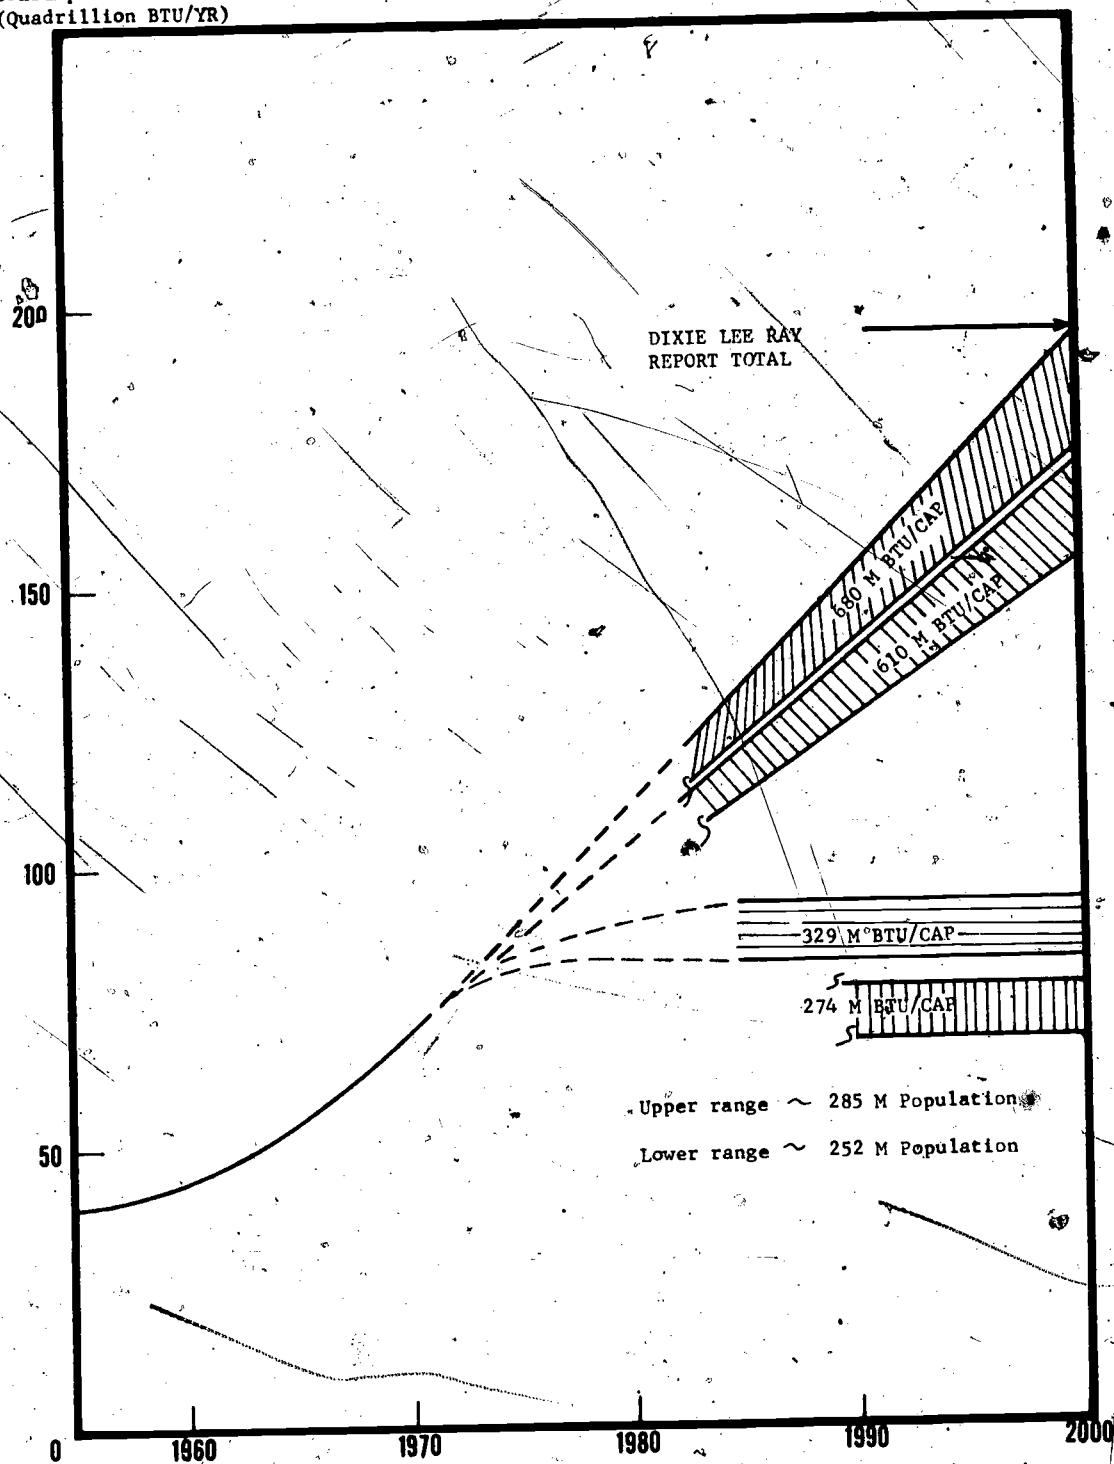 (Quadrillion BTU/YR)
200
DIXIE LEE RAY
REPORT TOTAL
680 M BTU/CAP
150
610 M BTU/CAP
100
329 M BTU/CAP
274 M BTU/CAP
Upper range ~ 285 M Population
Lower range ~ 252 M Population
50
0 1960 1970 1980 1990 2000